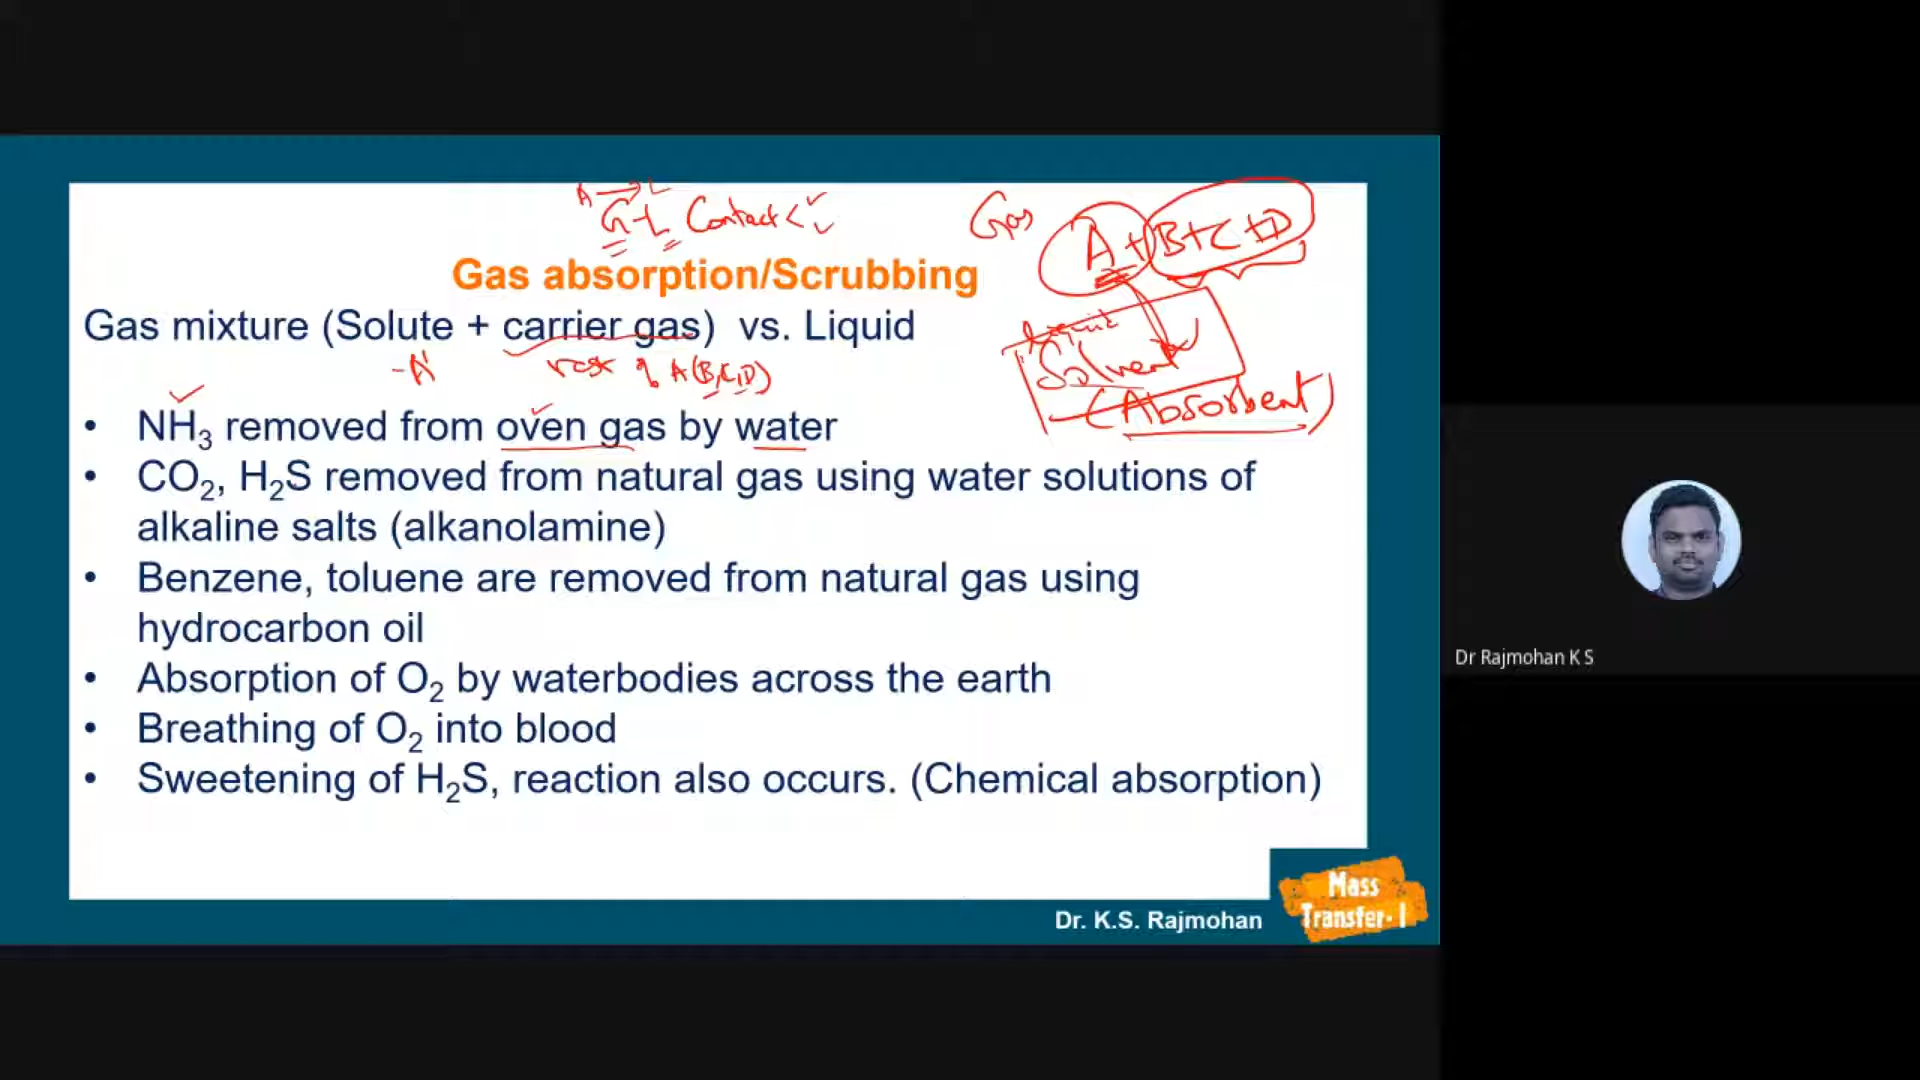 A → L
G-L Contact <
Gas A + B+C+D
Gas absorption/Scrubbing
Gas mixture (Solute + carrier gas) vs. Liquid
Liquid
Solvent
(Absorbent)
- A
rest of A (B,C,D)
• NH3 removed from oven gas by water
• CO2, H2S removed from natural gas using water solutions of
alkaline salts (alkanolamine)
• Benzene, toluene are removed from natural gas using
hydrocarbon oil
• Absorption of O2 by waterbodies across the earth
• Breathing of O2 into blood
• Sweetening of H2S, reaction also occurs. (Chemical absorption)
Dr. K.S. Rajmohan
Mass
Transfer- I
Dr Rajmohan K S